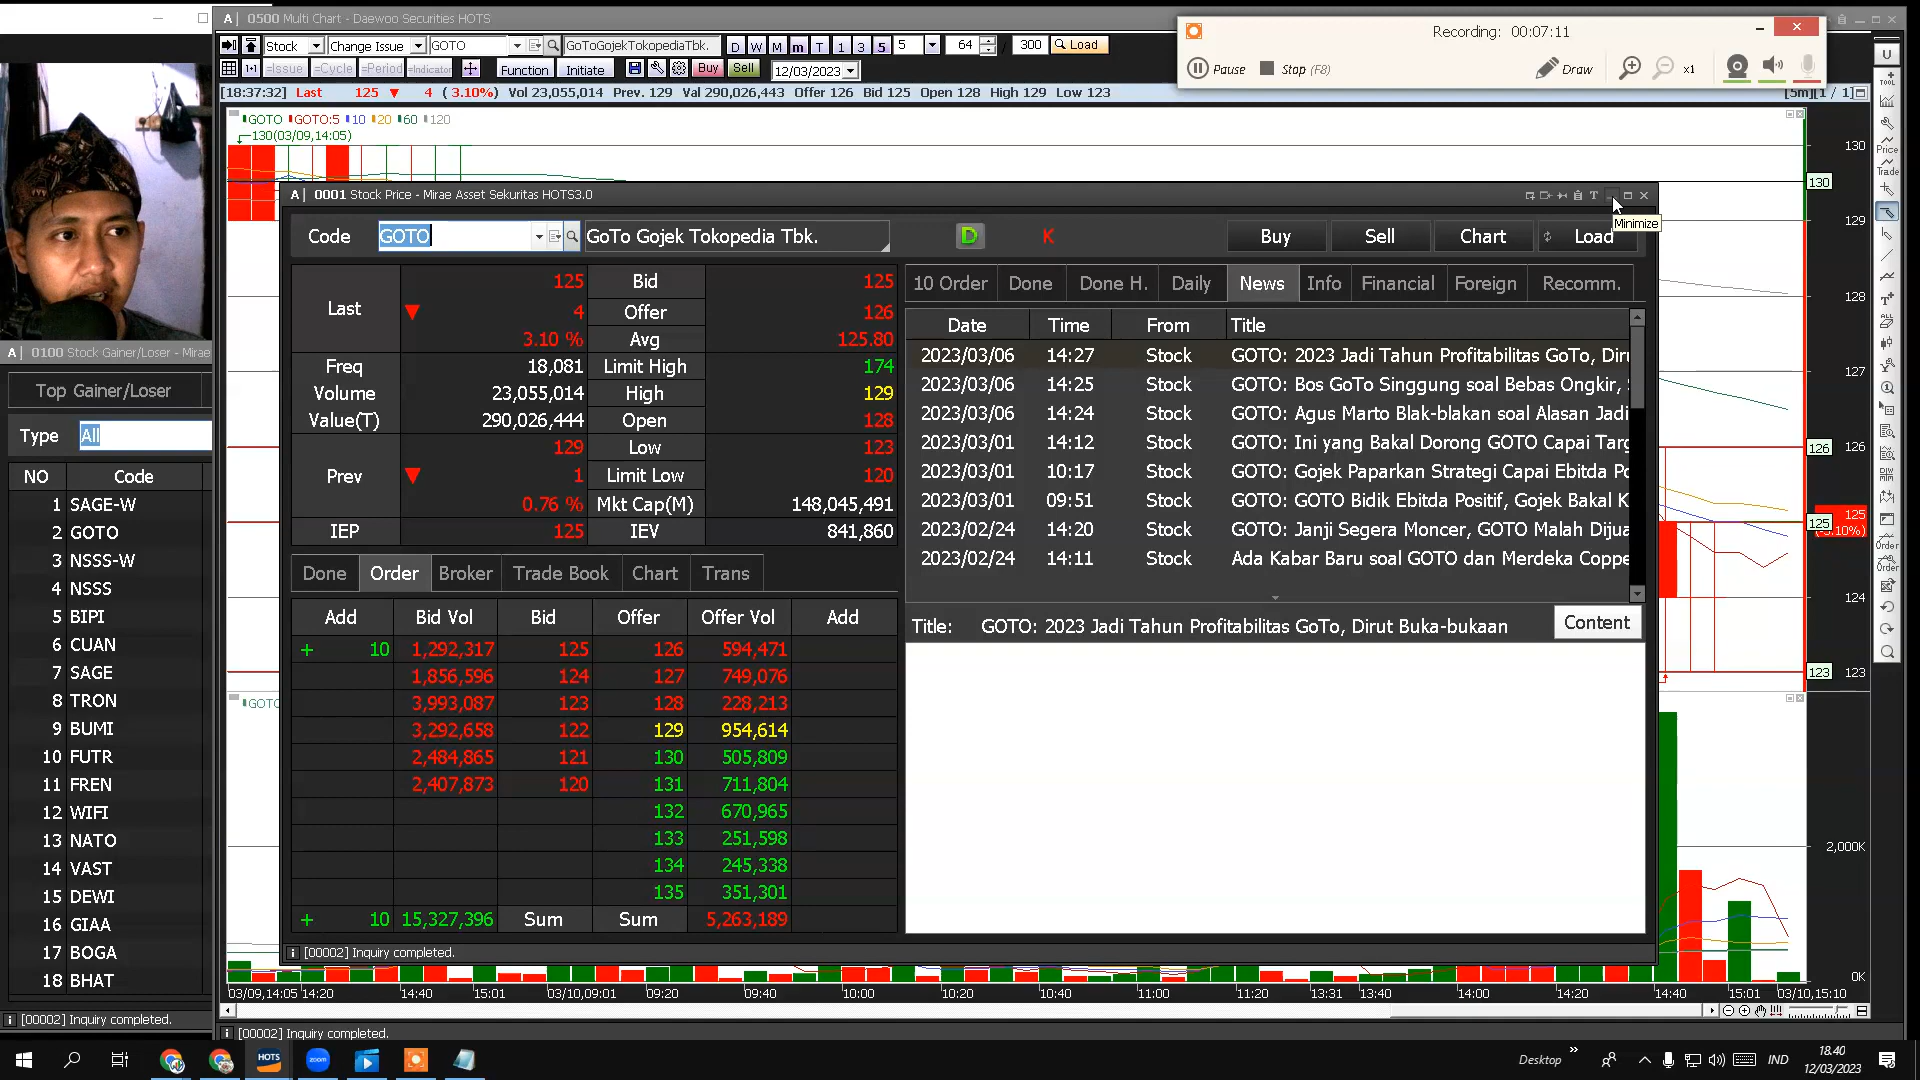 A| 0500 Multi Chart - Daewoo Securities HOTS
Stock Change Issue GOTO GoToGojekTokopediaTbk. D W M m T 1 3 5 5 64 / 300 Load
1·1 =Issue =Cycle =Period =Indicator Function Initiate Buy Sell 12/03/2023
[18:37:32] Last 125 ▼ 4 ( 3.10%) Vol 23,055,014 Prev. 129 Val 290,026,443 Offer 126 Bid 125 Open 128 High 129 Low 123
[5m][1 / 1]
Recording: 00:07:11
Pause Stop (F8) Draw x1
GOTO GOTO:5 10 20 60 120
130(03/09,14:05)
U
TOOL
Price
Trade
ALL
Order
Order
130
130
129
128
127
126
126
125
125
124
123
123
2,000K
0K
A| 0001 Stock Price - Mirae Asset Sekuritas HOTS3.0
T
Minimize
Code GOTO GoTo Gojek Tokopedia Tbk. D K Buy Sell Chart Load
Last 125 Bid 125
▼ 4 Offer 126
3.10 % Avg 125.80
Freq 18,081 Limit High 174
Volume 23,055,014 High 129
Value(T) 290,026,444 Open 128
129 Low 123
Prev ▼ 1 Limit Low 120
0.76 % Mkt Cap(M) 148,045,491
IEP 125 IEV 841,860
Done Order Broker Trade Book Chart Trans
Add Bid Vol Bid Offer Offer Vol Add
+ 10 1,292,317 125 126 594,471
1,856,596 124 127 749,076
3,993,087 123 128 228,213
3,292,658 122 129 954,614
2,484,865 121 130 505,809
2,407,873 120 131 711,804
132 670,965
133 251,598
134 245,338
135 351,301
+ 10 15,327,396 Sum Sum 5,263,189
[00002] Inquiry completed.
10 Order Done Done H. Daily News Info Financial Foreign Recomm.
Date Time From Title
2023/03/06 14:27 Stock GOTO: 2023 Jadi Tahun Profitabilitas GoTo, Diru
2023/03/06 14:25 Stock GOTO: Bos GoTo Singgung soal Bebas Ongkir,
2023/03/06 14:24 Stock GOTO: Agus Marto Blak-blakan soal Alasan Jadi
2023/03/01 14:12 Stock GOTO: Ini yang Bakal Dorong GOTO Capai Targ
2023/03/01 10:17 Stock GOTO: Gojek Paparkan Strategi Capai Ebitda Po
2023/03/01 09:51 Stock GOTO: GOTO Bidik Ebitda Positif, Gojek Bakal K
2023/02/24 14:20 Stock GOTO: Janji Segera Moncer, GOTO Malah Dijua
2023/02/24 14:11 Stock Ada Kabar Baru soal GOTO dan Merdeka Coppe
Title: GOTO: 2023 Jadi Tahun Profitabilitas GoTo, Dirut Buka-bukaan Content
A| 0100 Stock Gainer/Loser - Mirae
Top Gainer/Loser
Type All
NO Code
1 SAGE-W
2 GOTO
3 NSSS-W
4 NSSS
5 BIPI
6 CUAN
7 SAGE
8 TRON
9 BUMI
10 FUTR
11 FREN
12 WIFI
13 NATO
14 VAST
15 DEWI
16 GIAA
17 BOGA
18 BHAT
[00002] Inquiry completed.
GOTO
03/09,14:05 14:20 14:40 15:01 03/10,09:01 09:20 09:40 10:00 10:20 10:40 11:00 11:20 13:31 13:40 14:00 14:20 14:40 15:01 03/10,15:10
[00002] Inquiry completed.
HOTS zoom Desktop IND 18.40
12/03/2023